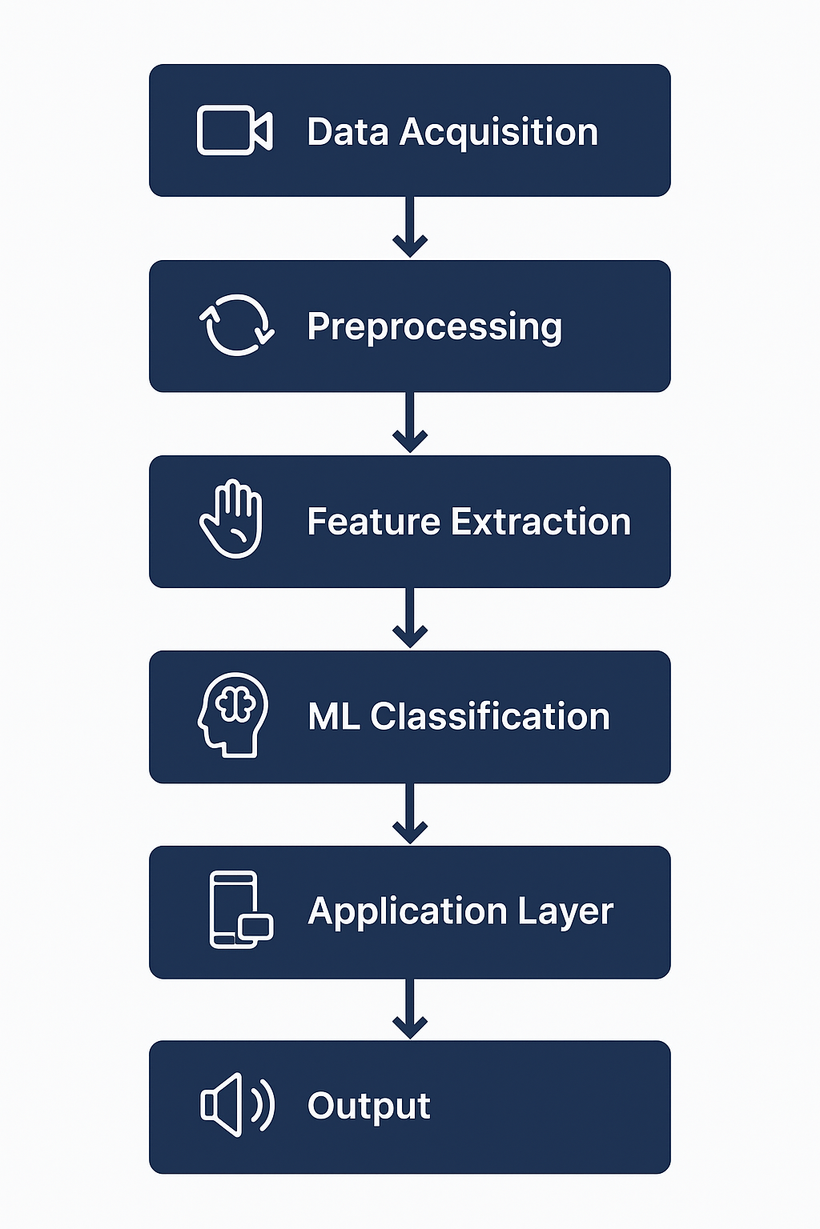 Data Acquisition
Preprocessing
Feature Extraction
ML Classification
Application Layer
Output